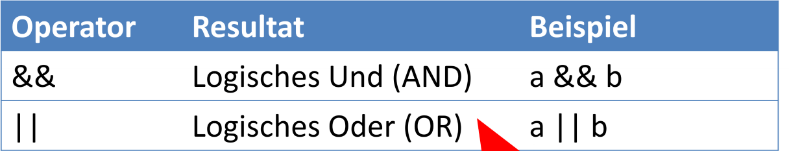 Operator Resultat Beispiel
&& Logisches Und (AND) a && b
|| Logisches Oder (OR) a || b